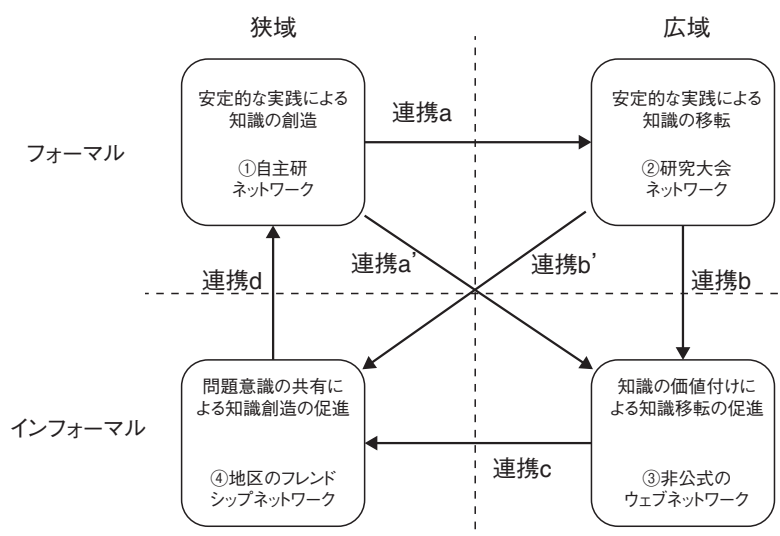 狭域
広域
フォーマル
安定的な実践による
知識の創造
①自主研
ネットワーク
連携a
安定的な実践による
知識の移転
②研究大会
ネットワーク
連携a’
連携b’
連携d
連携b
インフォーマル
問題意識の共有に
よる知識創造の促進
④地区のフレンド
シップネットワーク
連携c
知識の価値付けに
よる知識移転の促進
③非公式の
ウェブネットワーク